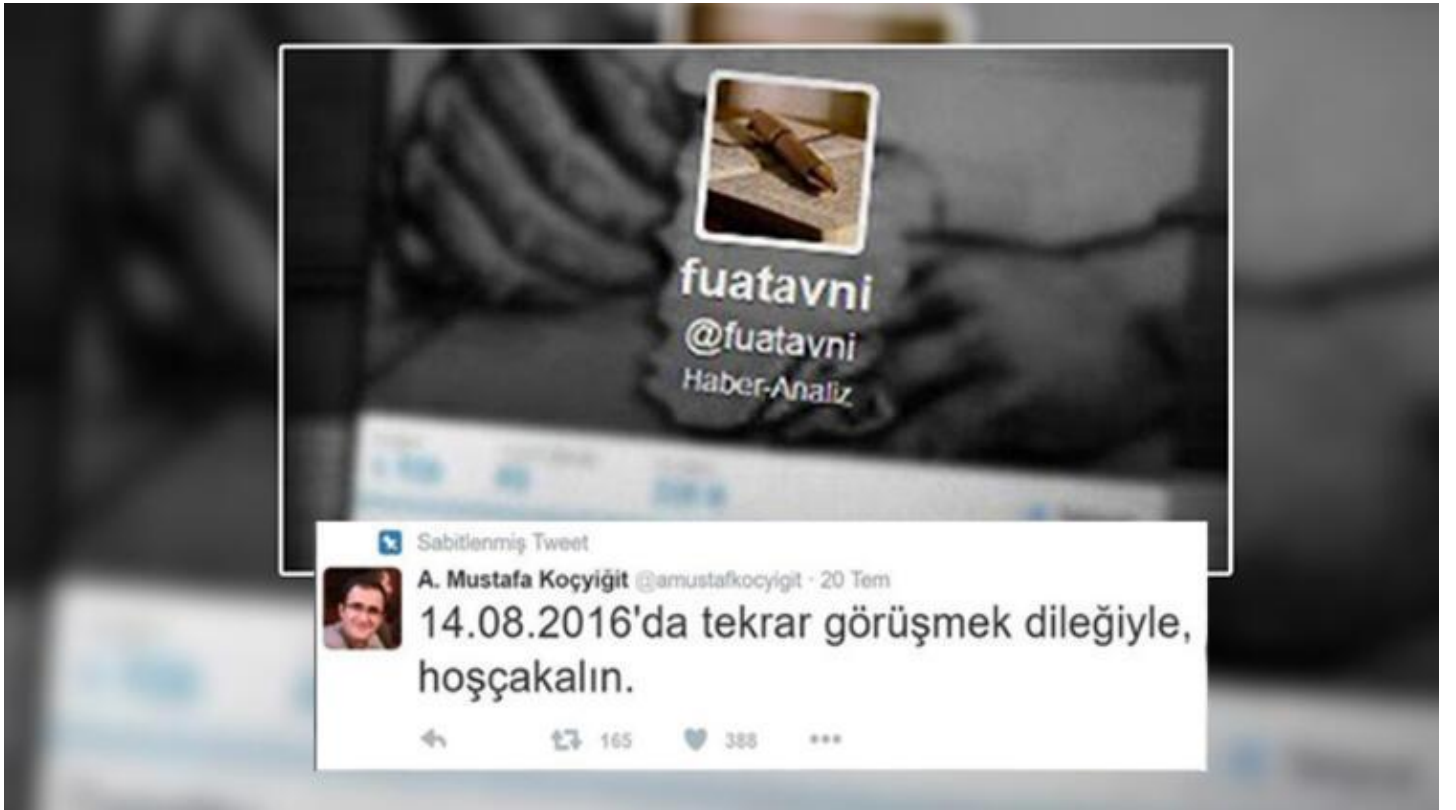 fuatavni
@fuatavni
Haber-Analiz
Sabitlenmiş Tweet
A. Mustafa Koçyiğit @amustafkocyigit · 20 Tem
14.08.2016'da tekrar görüşmek dileğiyle,
hoşçakalın.
165 388